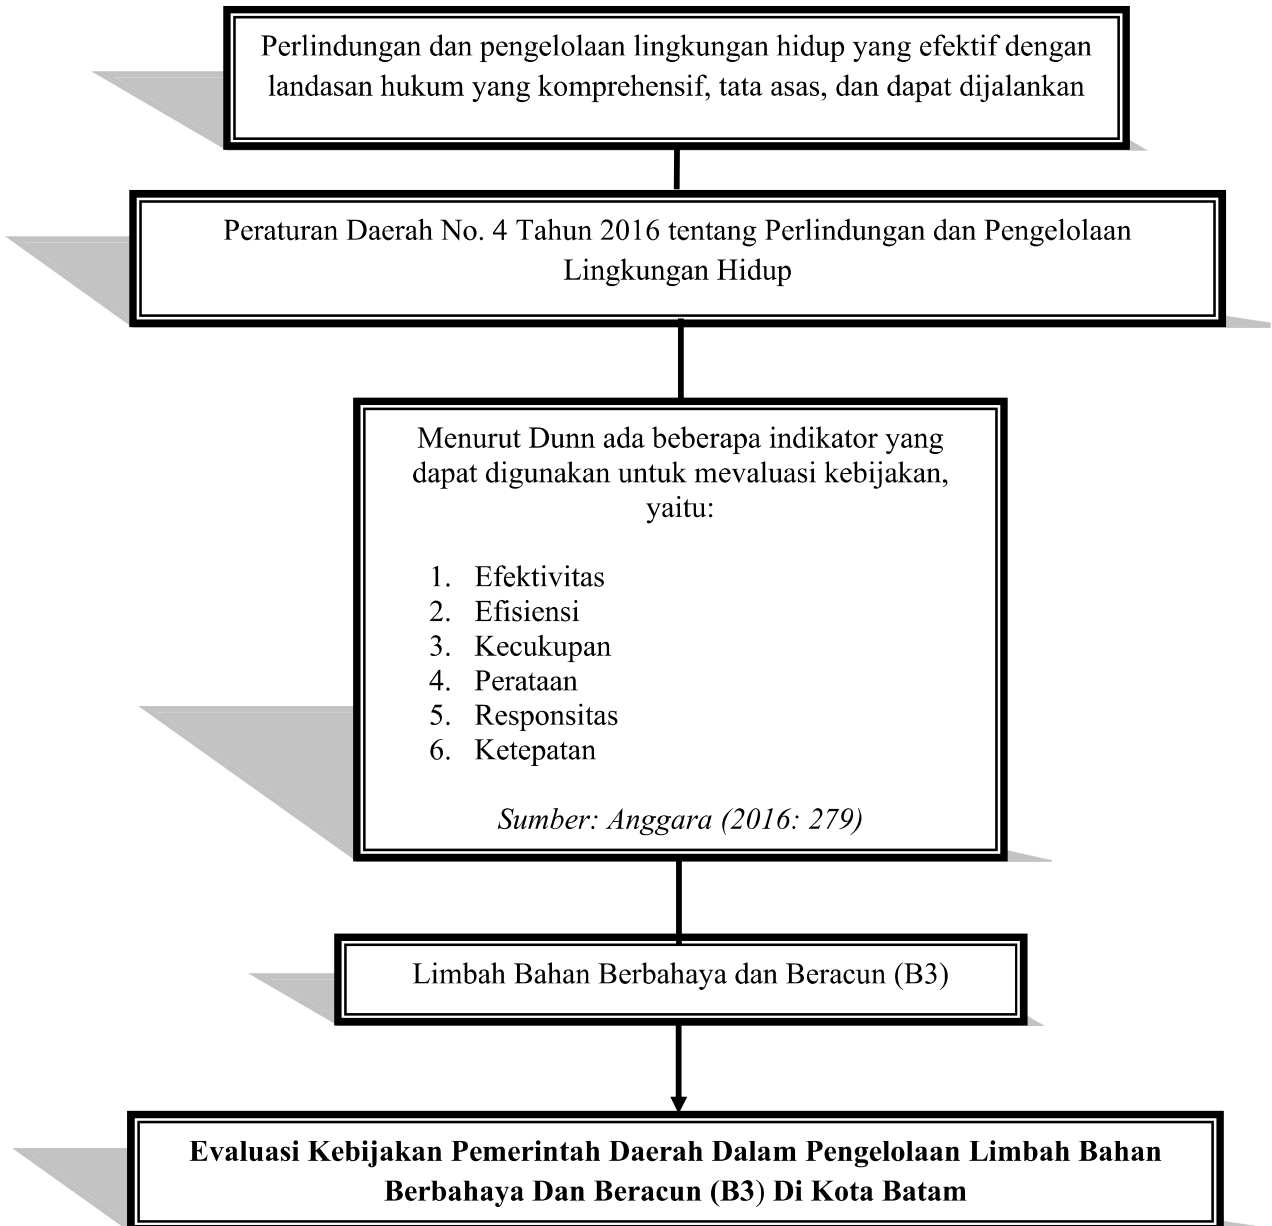 Perlindungan dan pengelolaan lingkungan hidup yang efektif dengan
landasan hukum yang komprehensif, tata asas, dan dapat dijalankan
Peraturan Daerah No. 4 Tahun 2016 tentang Perlindungan dan Pengelolaan
Lingkungan Hidup
Menurut Dunn ada beberapa indikator yang
dapat digunakan untuk mevaluasi kebijakan,
yaitu:
1. Efektivitas
2. Efisiensi
3. Kecukupan
4. Perataan
5. Responsitas
6. Ketepatan
Sumber: Anggara (2016: 279)
Limbah Bahan Berbahaya dan Beracun (B3)
Evaluasi Kebijakan Pemerintah Daerah Dalam Pengelolaan Limbah Bahan
Berbahaya Dan Beracun (B3) Di Kota Batam